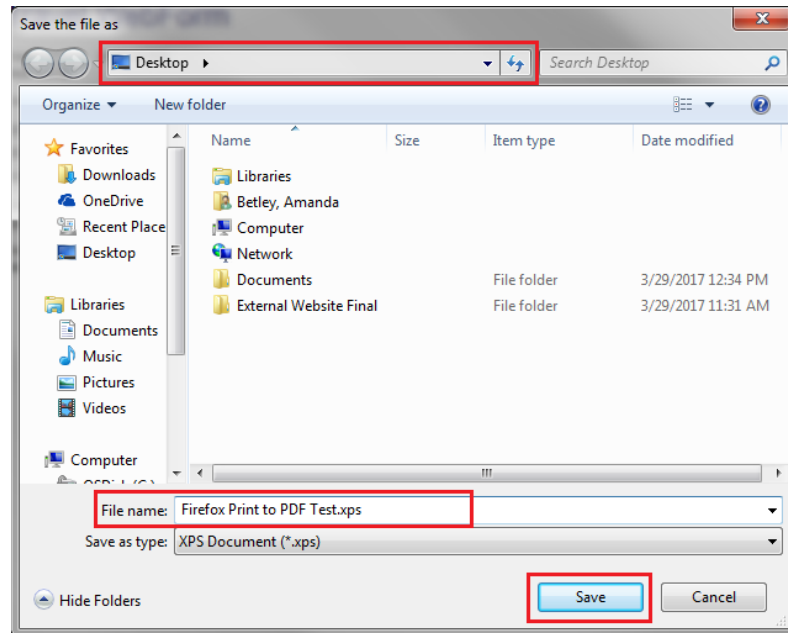 Save the file as
Desktop
Search Desktop
Organize
New folder
Name
Size
Item type
Date modified
Favorites
Downloads
OneDrive
Recent Place
Desktop
Libraries
Documents
Music
Pictures
Videos
Computer
Libraries
Betley, Amanda
Computer
Network
Documents File folder 3/29/2017 12:34 PM
External Website Final File folder 3/29/2017 11:31 AM
File name: Firefox Print to PDF Test.xps
Save as type: XPS Document (*.xps)
Hide Folders
Save
Cancel